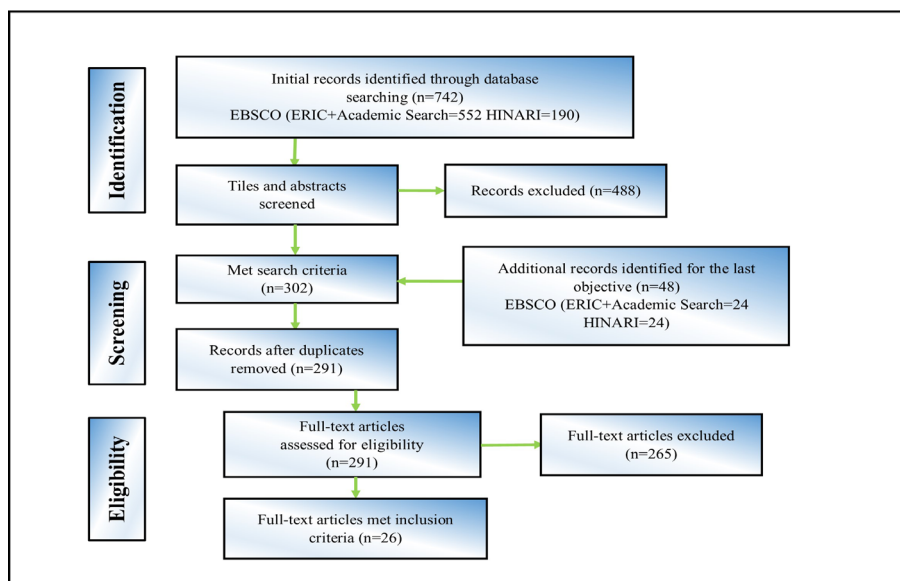 Identification
Initial records identified through database
searching (n=742)
EBSCO (ERIC+Academic Search=552 HINARI=190)
Tiles and abstracts
screened
Records excluded (n=488)
Screening
Met search criteria
(n=302)
Additional records identified for the last
objective (n=48)
EBSCO (ERIC+Academic Search=24
HINARI=24)
Records after duplicates
removed (n=291)
Eligibility
Full-text articles
assessed for eligibility
(n=291)
Full-text articles excluded
(n=265)
Full-text articles met inclusion
criteria (n=26)